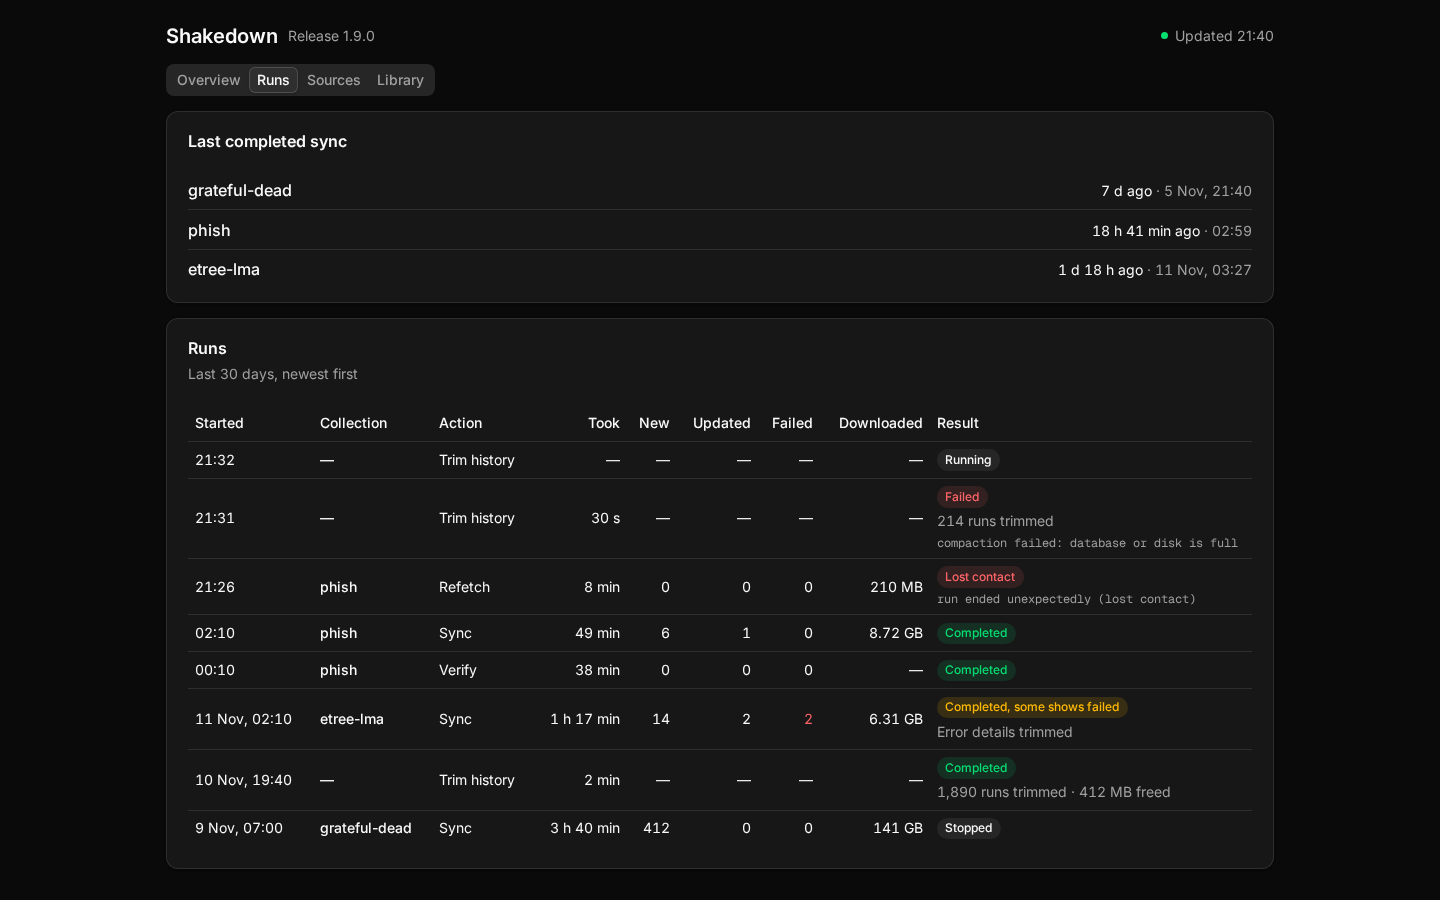 Shakedown Release 1.9.0 Updated 21:40
Overview Runs Sources Library
Last completed sync
grateful-dead 7 d ago · 5 Nov, 21:40
phish 18 h 41 min ago · 02:59
etree-lma 1 d 18 h ago · 11 Nov, 03:27
Runs
Last 30 days, newest first
Started Collection Action Took New Updated Failed Downloaded Result
21:32 — Trim history — — — — — Running
21:31 — Trim history 30 s — — — — Failed
214 runs trimmed
compaction failed: database or disk is full
21:26 phish Refetch 8 min 0 0 0 210 MB Lost contact
run ended unexpectedly (lost contact)
02:10 phish Sync 49 min 6 1 0 8.72 GB Completed
00:10 phish Verify 38 min 0 0 0 — Completed
11 Nov, 02:10 etree-lma Sync 1 h 17 min 14 2 2 6.31 GB Completed, some shows failed
Error details trimmed
10 Nov, 19:40 — Trim history 2 min — — — — Completed
1,890 runs trimmed · 412 MB freed
9 Nov, 07:00 grateful-dead Sync 3 h 40 min 412 0 0 141 GB Stopped